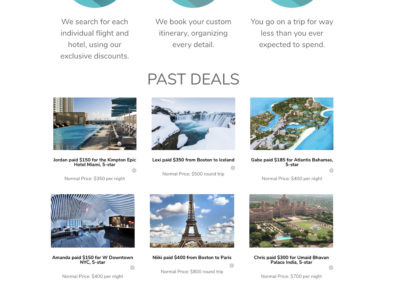 We search for each
individual flight and
hotel, using our
exclusive discounts.
We book your custom
itinerary, organizing
every detail.
You go on a trip for way
less than you ever
expected to spend.
PAST DEALS
Jordan paid $150 for the Kimpton Epic
Hotel Miami, 5-star
Normal Price: $350 per night
Lexi paid $350 from Boston to Iceland
Normal Price: $500 round trip
Gabe paid $185 for Atlantis Bahamas,
5-star
Normal Price: $400 per night
Amanda paid $150 for W Downtown
NYC, 5-star
Normal Price: $400 per night
Nikki paid $400 from Boston to Paris
Normal Price: $800 round trip
Chris paid $300 for Umaid Bhavan
Palace India, 5-star
Normal Price: $700 per night